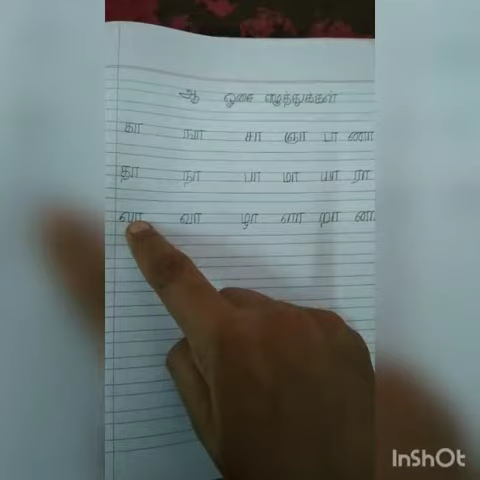 ஆ ஓசை எழுத்துக்கள்
கா ஙா சா ஞா டா ணா
தா நா பா மா யா ரா
லா வா ழா ளா றா னா
InShOt